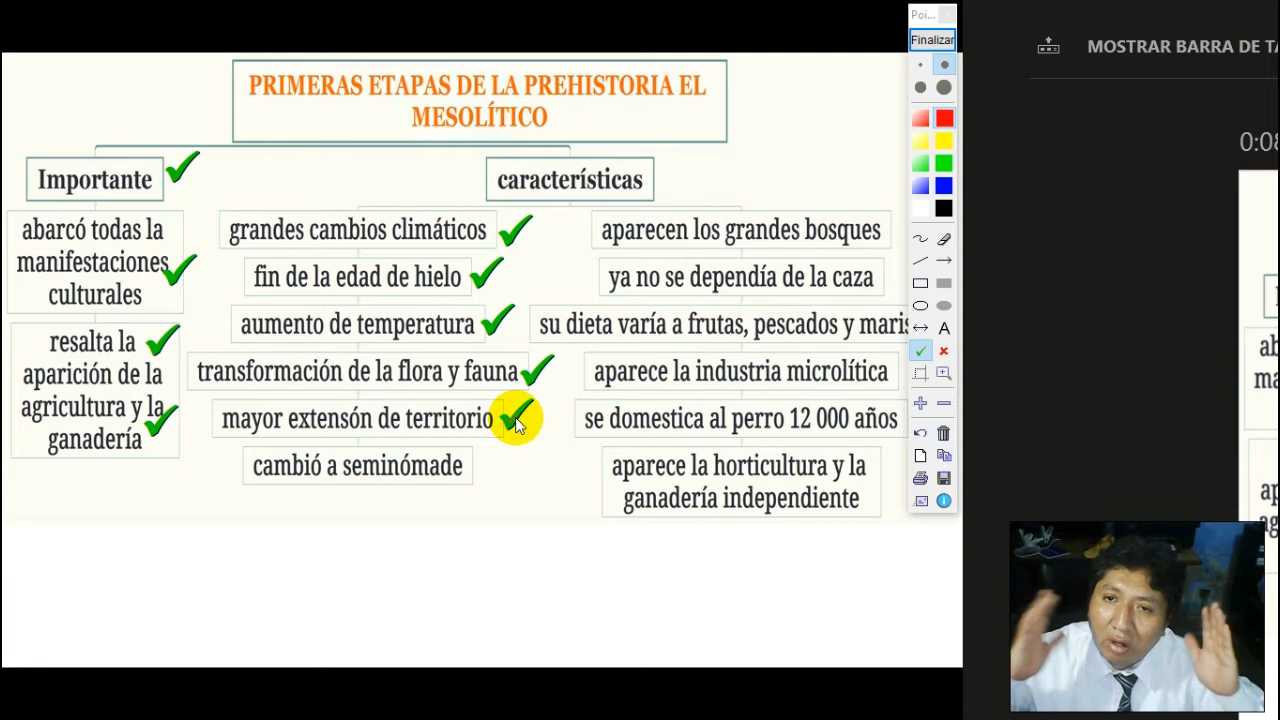 Poi...
Finalizar
MOSTRAR BARRA DE TA
0:08
PRIMERAS ETAPAS DE LA PREHISTORIA EL
MESOLÍTICO
Importante
abarcó todas la
manifestaciones
culturales
resalta la
aparición de la
agricultura y la
ganadería
características
grandes cambios climáticos
fin de la edad de hielo
aumento de temperatura
transformación de la flora y fauna
mayor extensón de territorio
cambió a seminómade
aparecen los grandes bosques
ya no se dependía de la caza
su dieta varía a frutas, pescados y maris
aparece la industria microlítica
se domestica al perro 12 000 años
aparece la horticultura y la
ganadería independiente
A